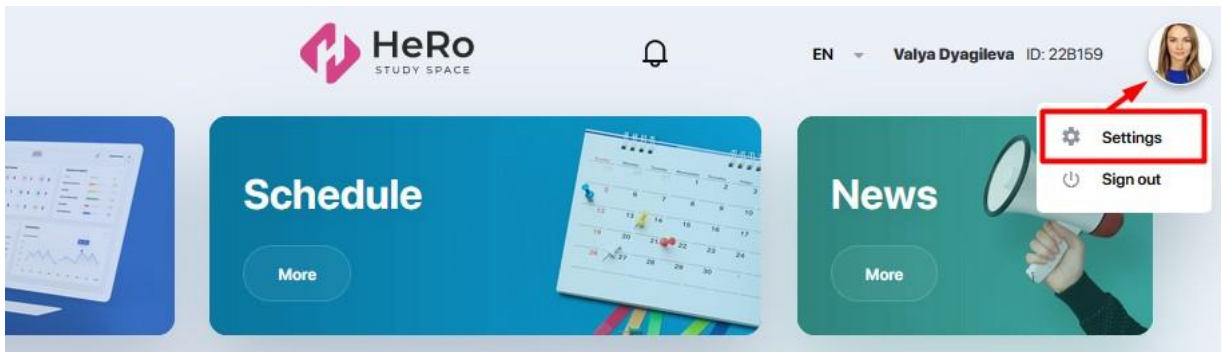 HeRo
STUDY SPACE
EN
Valya Dyagileva ID: 22B159
Settings
Sign out
Schedule
More
News
More